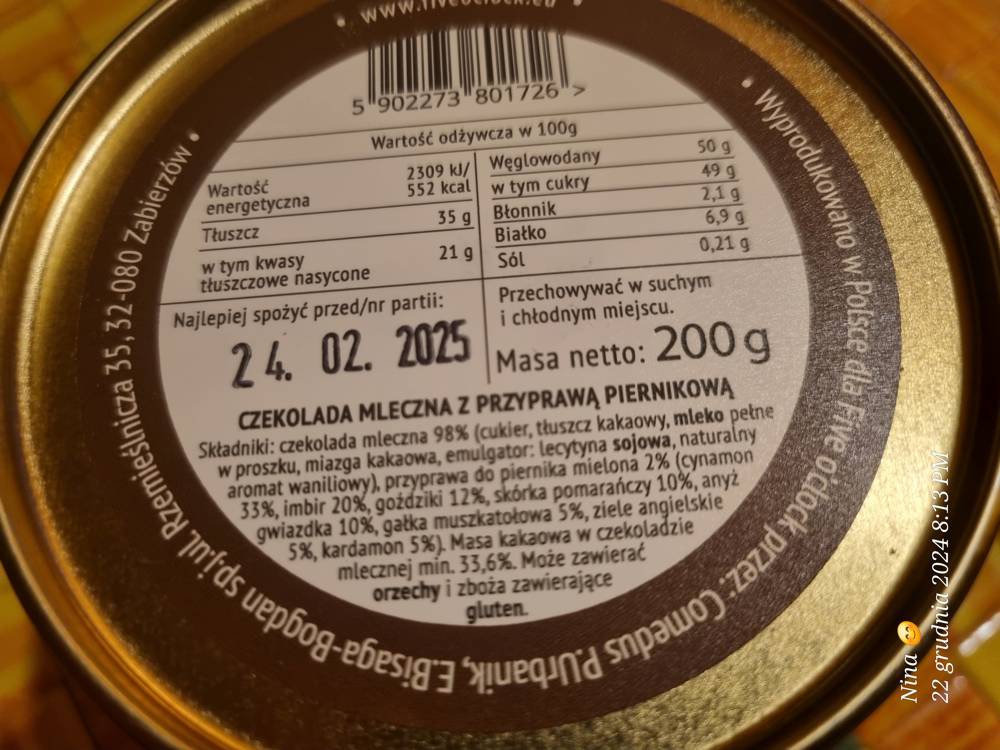 www.fiveoclock.eu
5 902273 801726 >
Wartość odżywcza w 100g
Wartość energetyczna 2309 kJ/ 552 kcal
Tłuszcz 35 g
w tym kwasy tłuszczowe nasycone 21 g
Węglowodany 50 g
w tym cukry 49 g
Błonnik 2,1 g
Białko 6,9 g
Sól 0,21 g
Najlepiej spożyć przed/nr partii:
24. 02. 2025
Przechowywać w suchym
i chłodnym miejscu.
Masa netto: 200 g
CZEKOLADA MLECZNA Z PRZYPRAWĄ PIERNIKOWĄ
Składniki: czekolada mleczna 98% (cukier, tłuszcz kakaowy, mleko pełne
w proszku, miazga kakaowa, emulgator: lecytyna sojowa, naturalny
aromat waniliowy), przyprawa do piernika mielona 2% (cynamon
33%, imbir 20%, goździki 12%, skórka pomarańczy 10%, anyż
gwiazdka 10%, gałka muszkatołowa 5%, ziele angielskie
5%, kardamon 5%). Masa kakaowa w czekoladzie
mlecznej min. 33,6%. Może zawierać
orzechy i zboża zawierające
gluten.
• Wyprodukowano w Polsce dla Five o'clock przez: Comedus P.Urbanik, E.Bisaga-Bogdan sp.j.ul. Rzemieślnicza 35, 32-080 Zabierzów •
Nina 😊
22 grudnia 2024 8:13 PM